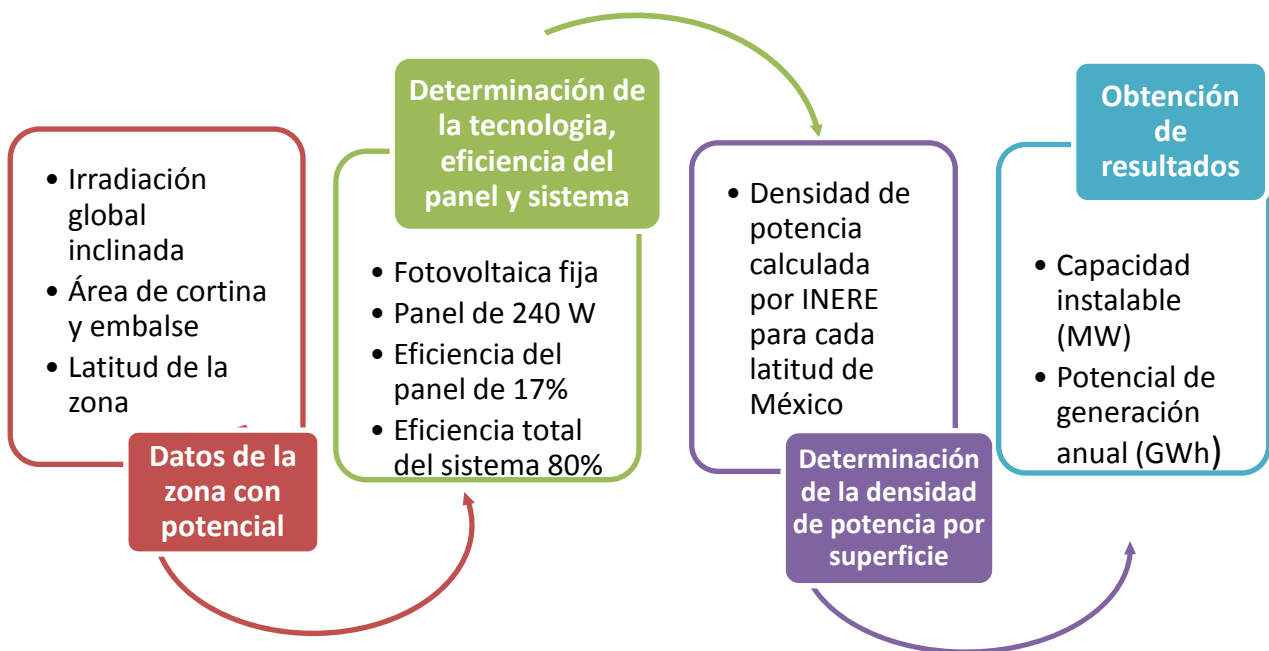 • Irradiación
global
inclinada
• Área de cortina
y embalse
• Latitud de la
zona
Datos de la
zona con
potencial
Determinación de
la tecnologia,
eficiencia del
panel y sistema
• Fotovoltaica fija
• Panel de 240 W
• Eficiencia del
panel de 17%
• Eficiencia total
del sistema 80%
• Densidad de
potencia
calculada
por INERE
para cada
latitud de
México
Determinación
de la densidad
de potencia por
superficie
Obtención
de
resultados
• Capacidad
instalable
(MW)
• Potencial de
generación
anual (GWh)